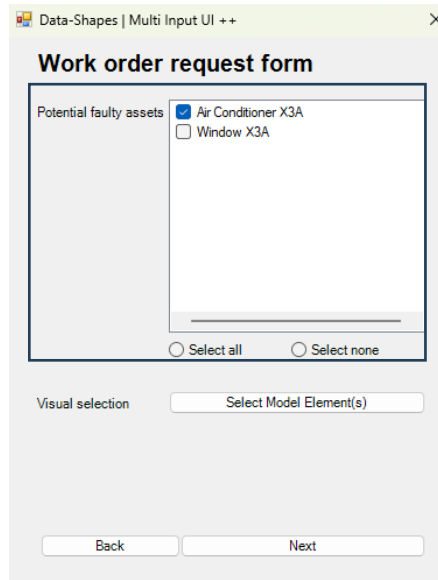 Data-Shapes | Multi Input UI ++
Work order request form
Potential faulty assets
Air Conditioner X3A
Window X3A
Select all
Select none
Visual selection
Select Model Element(s)
Back
Next